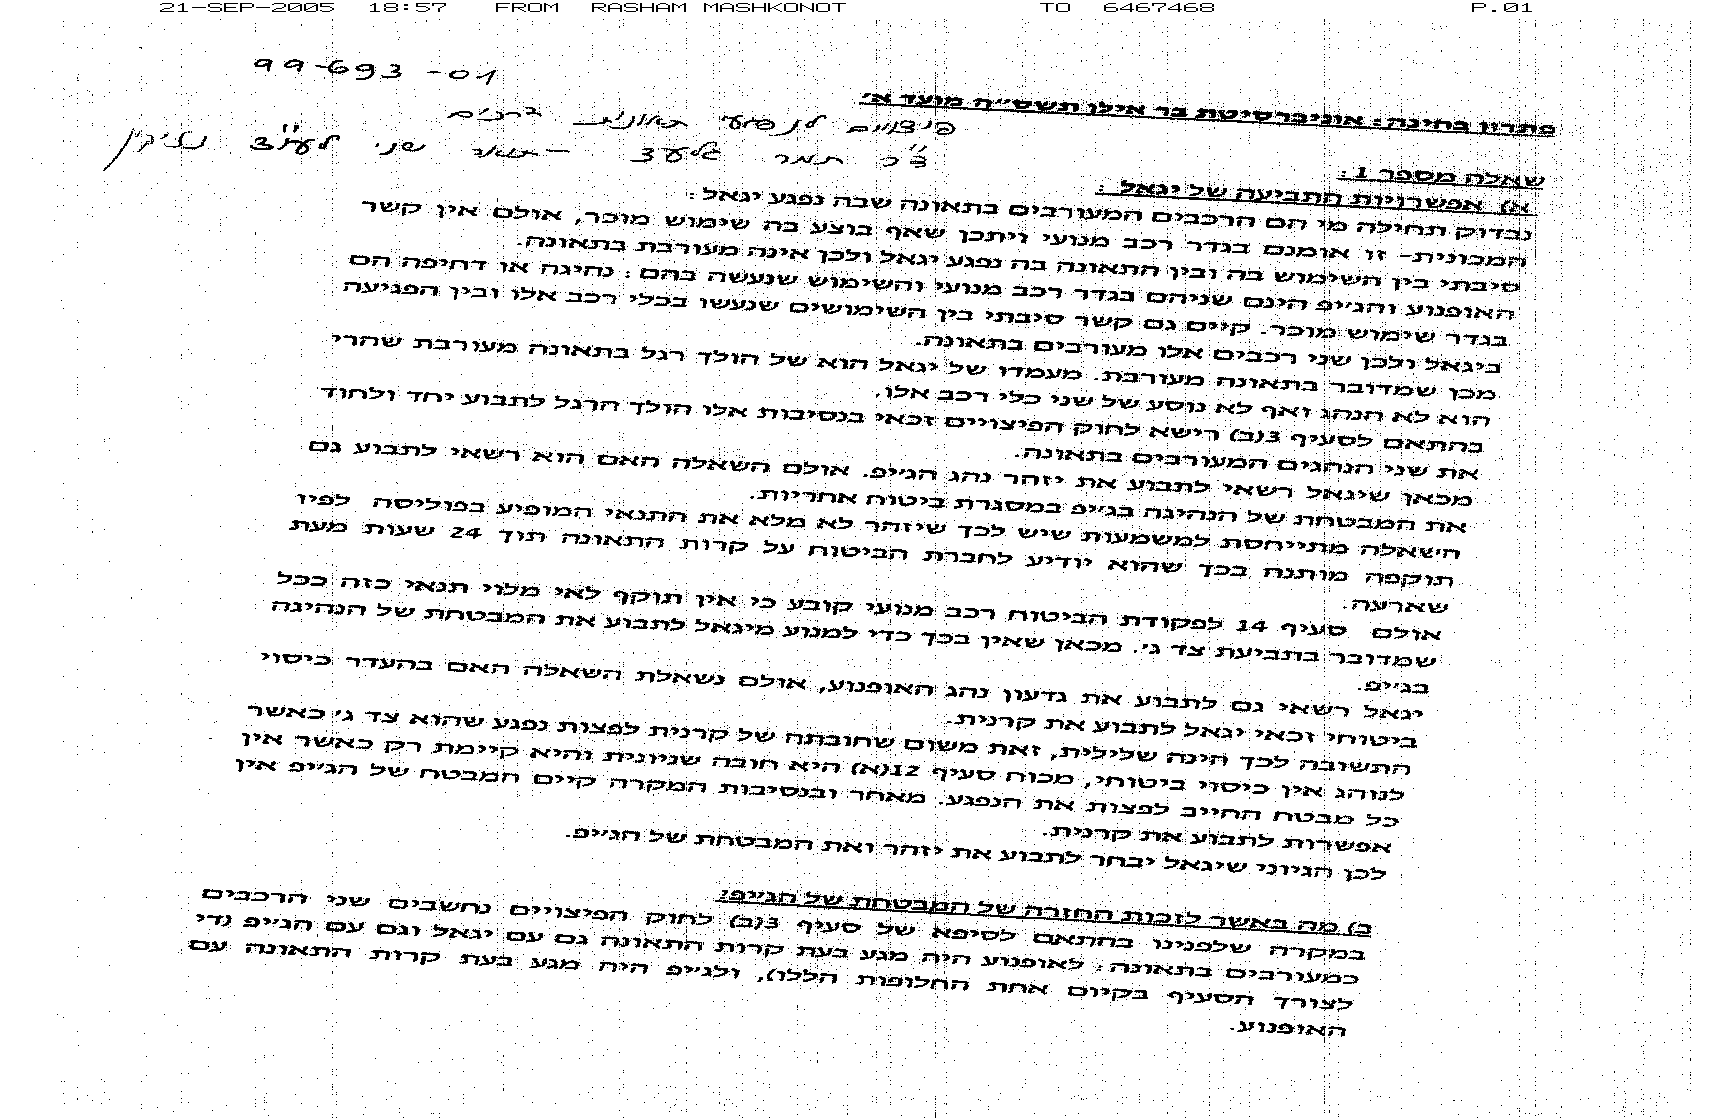 21-SEP-2005 18:57 FROM RASHAM MASHKONOT TO 6467468 P.01
99-693-01
פתרון בחינה: אוניברסיטת בר אילן תשס״ה מועד א׳
פיצויים לנפגעי תאונות דרכים
ד״ר תמר גלעד - תואר שני לעו״ד נזיקין
שאלה מספר 1:
א) אפשרויות התביעה של יגאל:
נבדוק תחילה מי הם הרכבים המעורבים בתאונה שבה נפגע יגאל:
המכונית- זו אומנם בגדר רכב מנועי ויתכן שאף בוצע בה שימוש מוכר, אולם אין קשר
סיבתי בין השימוש בה ובין התאונה בה נפגע יגאל ולכן אינה מעורבת בתאונה.
האופנוע והג׳יפ הינם שניהם בגדר רכב מנועי והשימוש שנעשה בהם: נהיגה או דחיפה הם
בגדר שימוש מוכר. קיים גם קשר סיבתי בין השימושים שנעשו בכלי רכב אלו ובין הפגיעה
ביגאל ולכן שני רכבים אלו מעורבים בתאונה.
מכן שמדובר בתאונה מעורבת. מעמדו של יגאל הוא של הולך רגל בתאונה מעורבת שהרי
הוא לא הנהג ואף לא נוסע של שני כלי רכב אלו.
בהתאם לסעיף 3(ב) רישא לחוק הפיצויים זכאי בנסיבות אלו הולך הרגל לתבוע יחד ולחוד
את שני הנהגים המעורבים בתאונה.
מכאן שיגאל רשאי לתבוע את יזהר נהג הג׳יפ. אולם השאלה האם הוא רשאי לתבוע גם
את המבטחת של הנהיגה בג׳יפ במסגרת ביטוח אחריות.
השאלה מתייחסת למשמעות שיש לכך שיזהר לא מלא את התנאי המופיע בפוליסה לפיו
תוקפה מותנה בכך שהוא יודיע לחברת הביטוח על קרות התאונה תוך 24 שעות מעת
שארעה.
אולם סעיף 14 לפקודת הביטוח רכב מנועי קובע כי אין תוקף לאי מלוי תנאי כזה ככל
שמדובר בתביעת צד ג׳. מכאן שאין בכך כדי למנוע מיגאל לתבוע את המבטחת של הנהיגה
בג׳יפ.
יגאל רשאי גם לתבוע את גדעון נהג האופנוע, אולם נשאלת השאלה האם בהעדר כיסוי
ביטוחי זכאי יגאל לתבוע את קרנית.
התשובה לכך הינה שלילית, זאת משום שחובתה של קרנית לפצות נפגע שהוא צד ג׳ כאשר
לנוהג אין כיסוי ביטוחי, מכוח סעיף 12(א) היא חובה שניונית והיא קיימת רק כאשר אין
כל מבטח החייב לפצות את הנפגע. מאחר ובנסיבות המקרה קיים המבטח של הג׳יפ אין
אפשרות לתבוע את קרנית.
לכן הגיוני שיגאל יבחר לתבוע את יזהר ואת המבטחת של הג׳יפ.
ב) מה באשר לזכות החזרה של המבטחת של הג׳יפ:
במקרה שלפנינו בהתאם לסיפא של סעיף 3(ב) לחוק הפיצויים נחשבים שני הרכבים
כמעורבים בתאונה: לאופנוע היה מגע בעת קרות התאונה גם עם יגאל וגם עם הג׳יפ (די
לצורך הסעיף בקיום אחת החלופות הללו), ולג׳יפ היה מגע בעת קרות התאונה עם
האופנוע.